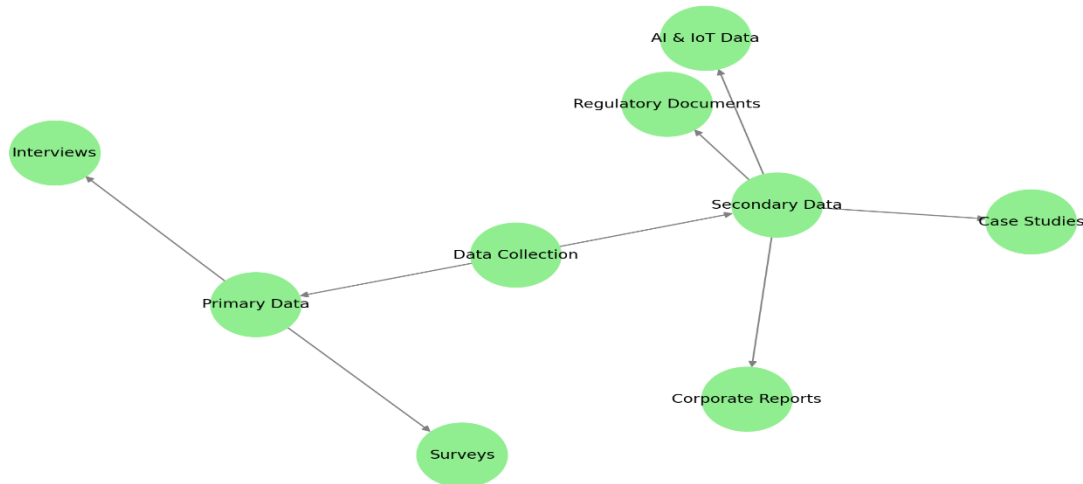 AI & IoT Data
Regulatory Documents
Interviews
Secondary Data
Case Studies
Data Collection
Primary Data
Corporate Reports
Surveys